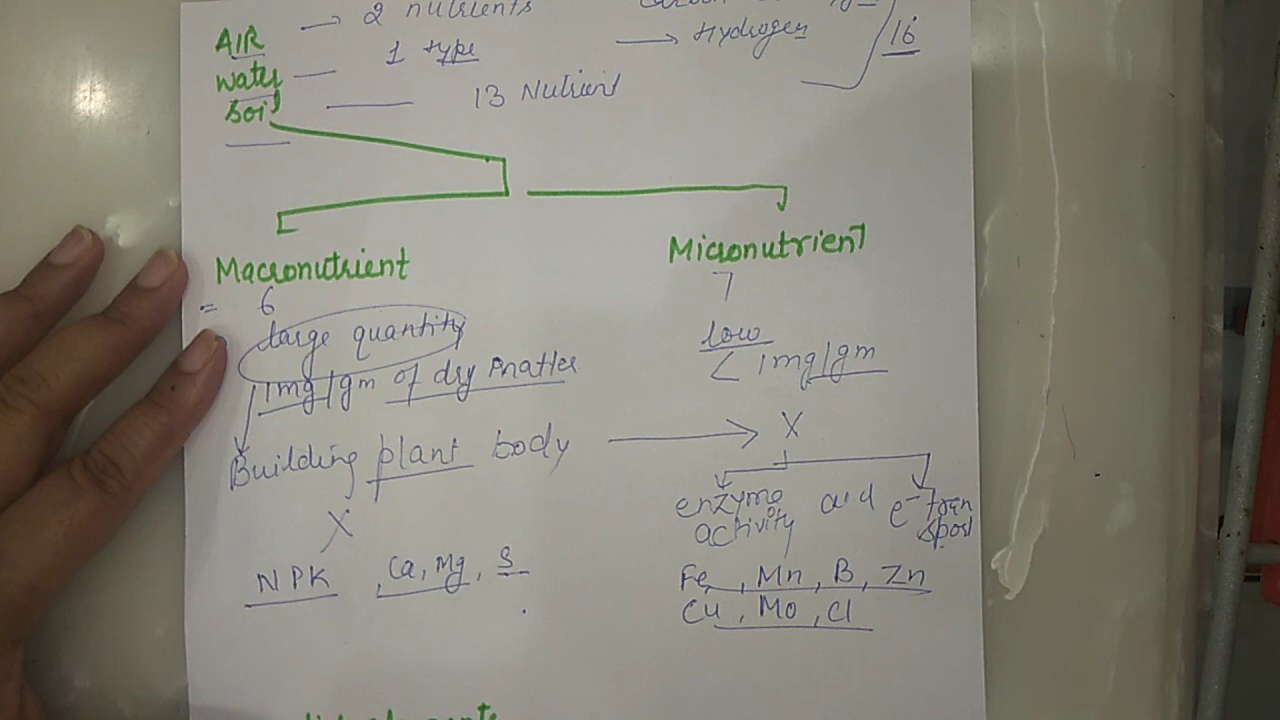 AIR → 2 nutrients
1 type → Hydrogen 16
Water
Soil 13 Nutrient
Macronutrient Micronutrient
= 6 7
large quantity low
1mg/gm of dry matter < 1mg/gm
Building plant body → X
X enzyme activity and e⁻ transport
NPK, Ca, Mg, S Fe, Mn, B, Zn
Cu, Mo, Cl